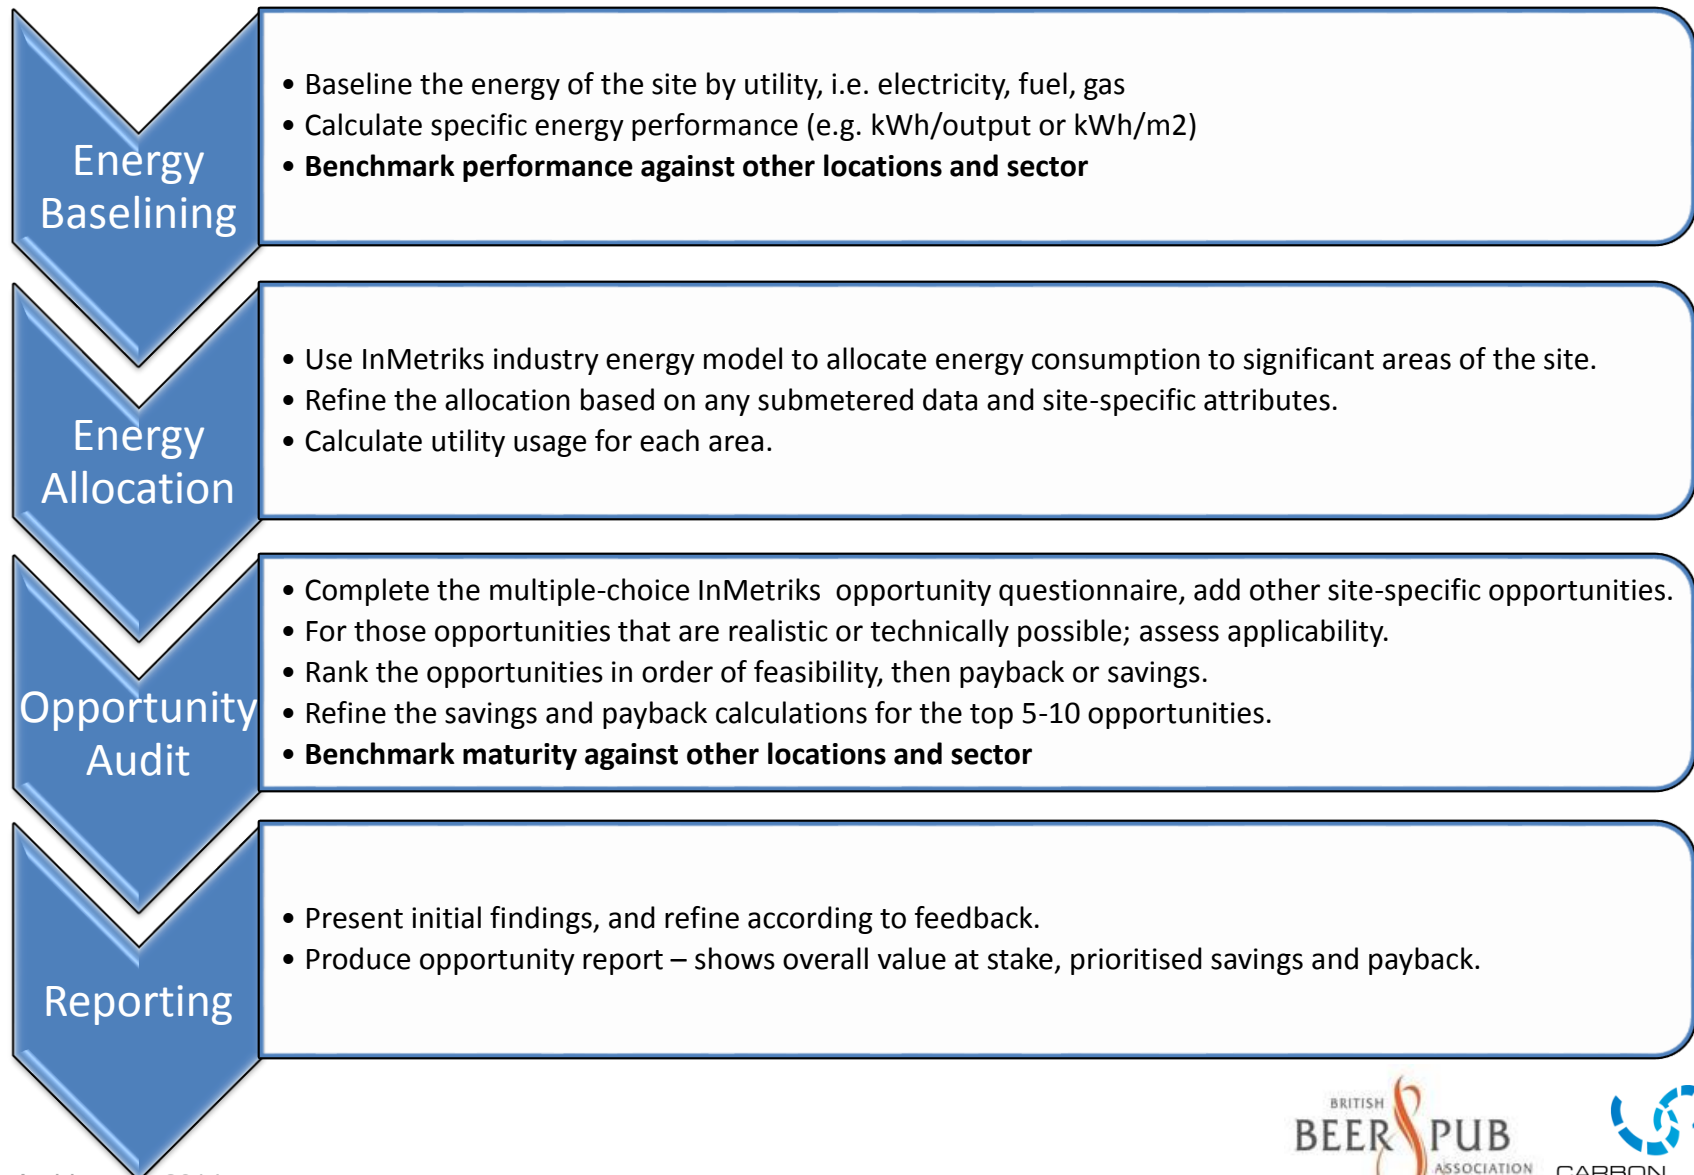 Energy
Baselining
• Baseline the energy of the site by utility, i.e. electricity, fuel, gas
• Calculate specific energy performance (e.g. kWh/output or kWh/m2)
• Benchmark performance against other locations and sector
Energy
Allocation
• Use InMetriks industry energy model to allocate energy consumption to significant areas of the site.
• Refine the allocation based on any submetered data and site-specific attributes.
• Calculate utility usage for each area.
Opportunity
Audit
• Complete the multiple-choice InMetriks  opportunity questionnaire, add other site-specific opportunities.
• For those opportunities that are realistic or technically possible; assess applicability.
• Rank the opportunities in order of feasibility, then payback or savings.
• Refine the savings and payback calculations for the top 5-10 opportunities.
• Benchmark maturity against other locations and sector
Reporting
• Present initial findings, and refine according to feedback.
• Produce opportunity report – shows overall value at stake, prioritised savings and payback.
BRITISH
BEER PUB
ASSOCIATION
CARBON